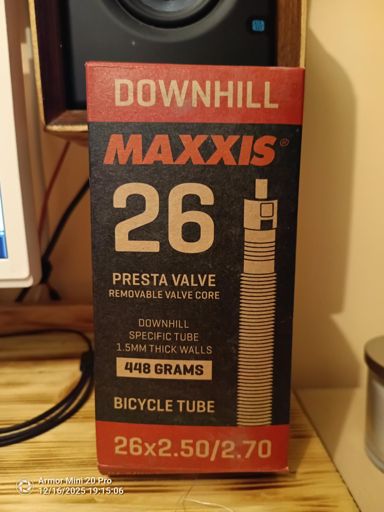 DOWNHILL
MAXXIS®
26
PRESTA VALVE
REMOVABLE VALVE CORE
DOWNHILL
SPECIFIC TUBE
1.5MM THICK WALLS
448 GRAMS
BICYCLE TUBE
26x2.50/2.70
Armor Mini 20 Pro
12/16/2025 19:15:06